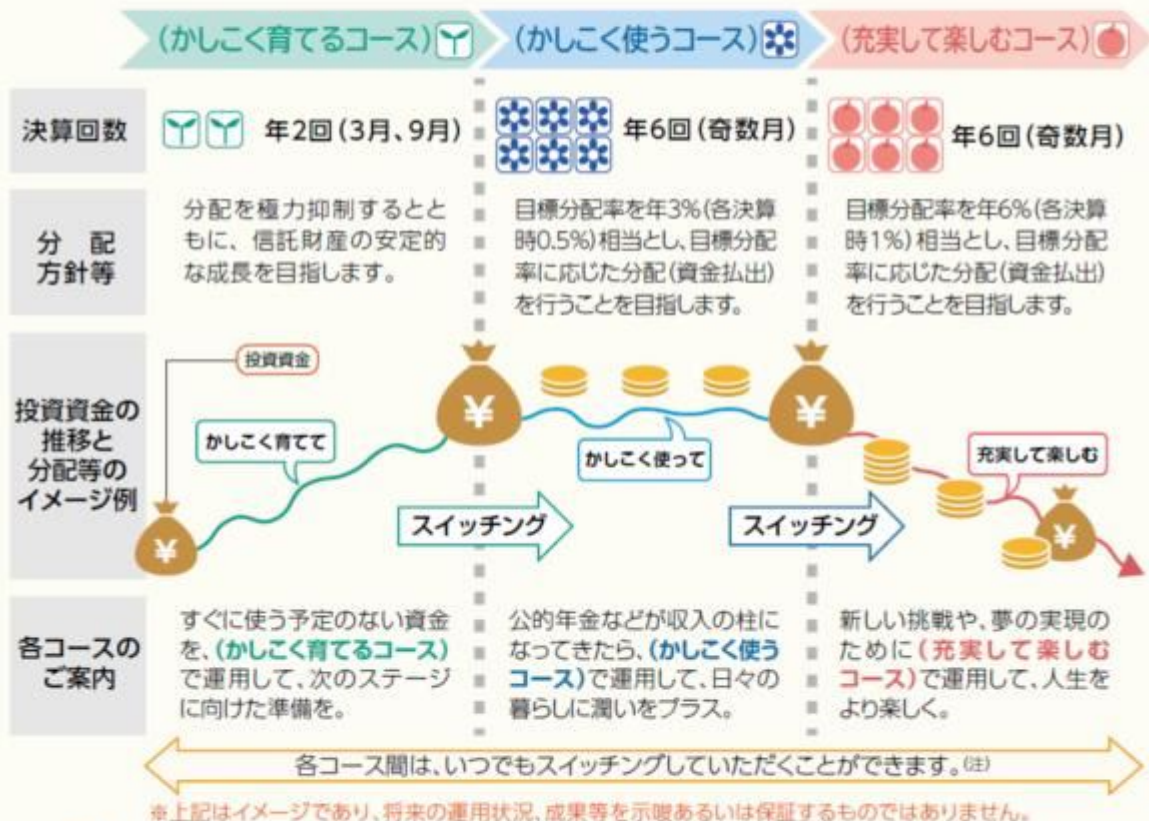 (かしこく育てるコース)
(かしこく使うコース)
(充実して楽しむコース)
決算回数
年2回(3月、9月)
年6回(奇数月)
年6回(奇数月)
分 配
方針等
分配を極力抑制するとと
もに、信託財産の安定的
な成長を目指します。
目標分配率を年3%(各決算
時0.5%)相当とし、目標分配
率に応じた分配(資金払出)
を行うことを目指します。
目標分配率を年6%(各決算
時1%)相当とし、目標分配
率に応じた分配(資金払出)
を行うことを目指します。
投資資金の
推移と
分配等の
イメージ例
投資資金
¥
かしこく育てて
¥
スイッチング
かしこく使って
¥
スイッチング
充実して楽しむ
¥
各コースの
ご案内
すぐに使う予定のない資金
を、(かしこく育てるコース)
で運用して、次のステージ
に向けた準備を。
公的年金などが収入の柱に
なってきたら、(かしこく使う
コース)で運用して、日々の
暮らしに潤いをプラス。
新しい挑戦や、夢の実現の
ために(充実して楽しむ
コース)で運用して、人生を
より楽しく。
各コース間は、いつでもスイッチングしていただくことができます。(注)
※上記はイメージであり、将来の運用状況、成果等を示唆あるいは保証するものではありません。